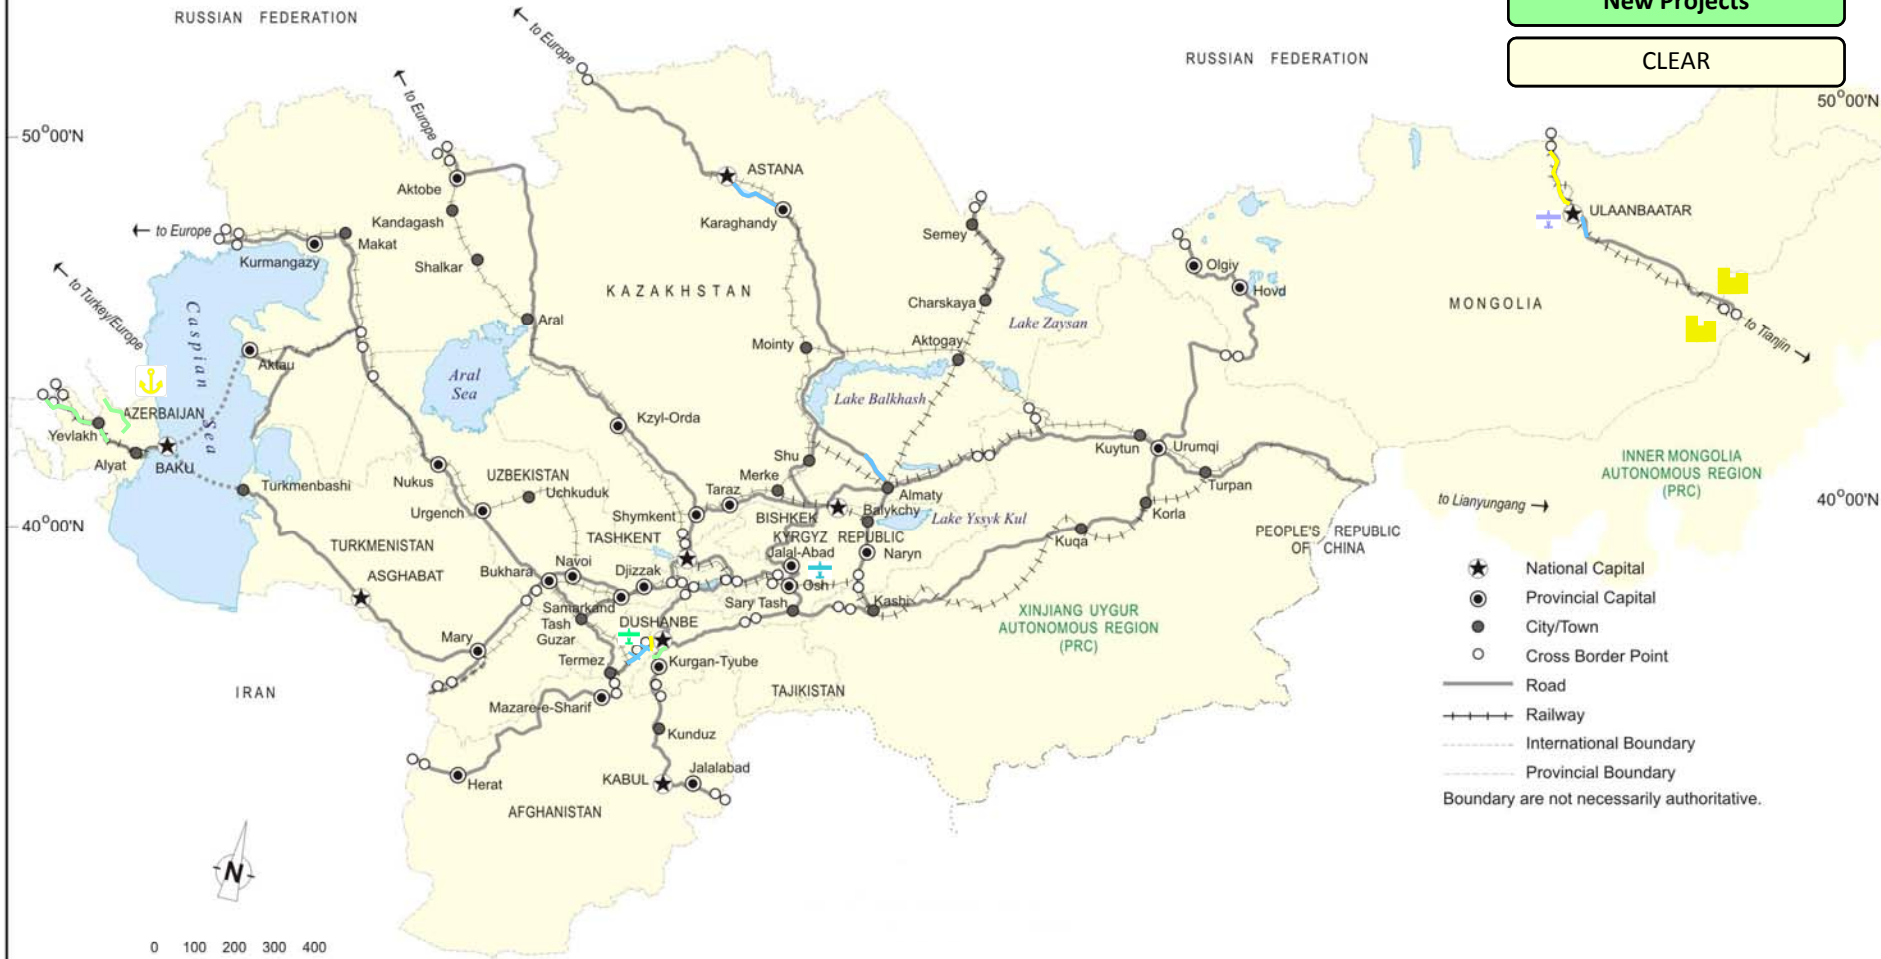 RUSSIAN FEDERATION
to Europe
New Projects
CLEAR
RUSSIAN FEDERATION
50°00'N
50°00'N
to Europe
ASTANA
Aktobe
Karaghandy
Kandagash
Semey
ULAANBAATAR
to Europe
Makat
Kurmangazy
Shalkar
Olgiy
Hovd
to Turkey/Europe
KAZAKHSTAN
Charskaya
MONGOLIA
Caspian Sea
Aral
Lake Zaysan
to Tianjin
Mointy
Aktogay
Aktau
Aral
Sea
Lake Balkhash
AZERBAIJAN
Kzyl-Orda
Yevlakh
Kuytun
Urumqi
Alyat
BAKU
Shu
INNER MONGOLIA
AUTONOMOUS REGION
(PRC)
Nukus
UZBEKISTAN
Merke
Turkmenbashi
Uchkuduk
Taraz
Almaty
Turpan
to Lianyungang
40°00'N
Urgench
Shymkent
BISHKEK
Balykchy
Lake Yssyk Kul
Korla
40°00'N
TASHKENT
KYRGYZ REPUBLIC
Kuqa
PEOPLE'S REPUBLIC
OF CHINA
TURKMENISTAN
Jalal-Abad
Naryn
ASGHABAT
Bukhara
Navoi
Djizzak
Osh
National Capital
Samarkand
Sary Tash
Kashi
Provincial Capital
Tash
Guzar
DUSHANBE
XINJIANG UYGUR
AUTONOMOUS REGION
(PRC)
City/Town
Mary
Termez
Kurgan-Tyube
Cross Border Point
IRAN
TAJIKISTAN
Road
Mazare-e-Sharif
Railway
Kunduz
International Boundary
Herat
KABUL
Jalalabad
Provincial Boundary
AFGHANISTAN
Boundary are not necessarily authoritative.
N
0 100 200 300 400